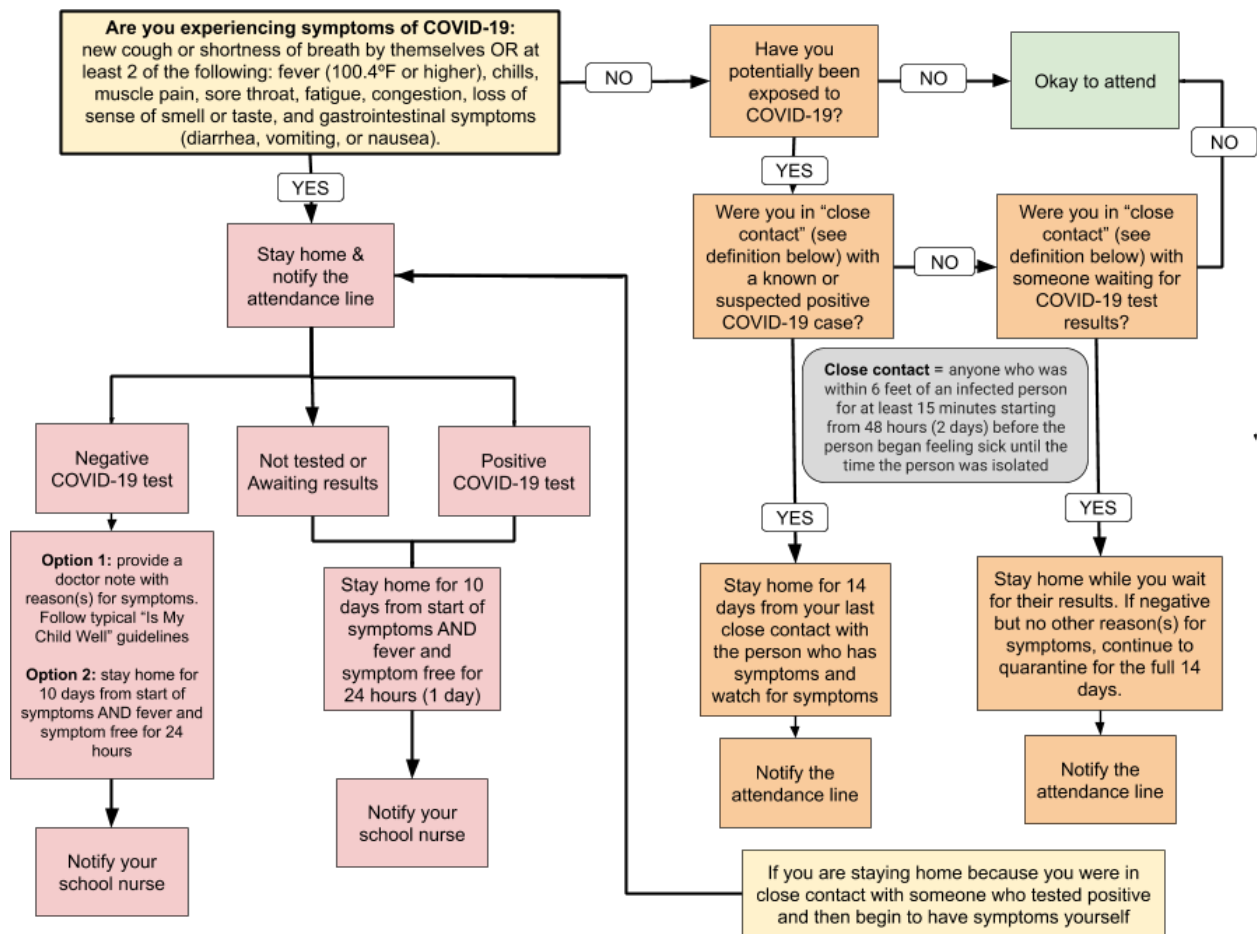 Are you experiencing symptoms of COVID-19:
new cough or shortness of breath by themselves OR at
least 2 of the following: fever (100.4ºF or higher), chills,
muscle pain, sore throat, fatigue, congestion, loss of
sense of smell or taste, and gastrointestinal symptoms
(diarrhea, vomiting, or nausea).
NO
Have you
potentially been
exposed to
COVID-19?
NO
Okay to attend
NO
YES
YES
Stay home &
notify the
attendance line
Were you in “close
contact” (see
definition below) with
a known or
suspected positive
COVID-19 case?
NO
Were you in “close
contact” (see
definition below) with
someone waiting for
COVID-19 test
results?
Close contact = anyone who was
within 6 feet of an infected person
for at least 15 minutes starting
from 48 hours (2 days) before the
person began feeling sick until the
time the person was isolated
Negative
COVID-19 test
Not tested or
Awaiting results
Positive
COVID-19 test
YES
YES
Option 1: provide a
doctor note with
reason(s) for symptoms.
Follow typical “Is My
Child Well” guidelines
Option 2: stay home for
10 days from start of
symptoms AND fever and
symptom free for 24
hours
Stay home for 10
days from start of
symptoms AND
fever and
symptom free for
24 hours (1 day)
Stay home for 14
days from your last
close contact with
the person who has
symptoms and
watch for symptoms
Stay home while you wait
for their results. If negative
but no other reason(s) for
symptoms, continue to
quarantine for the full 14
days.
Notify your
school nurse
Notify your
school nurse
Notify the
attendance line
Notify the
attendance line
If you are staying home because you were in
close contact with someone who tested positive
and then begin to have symptoms yourself